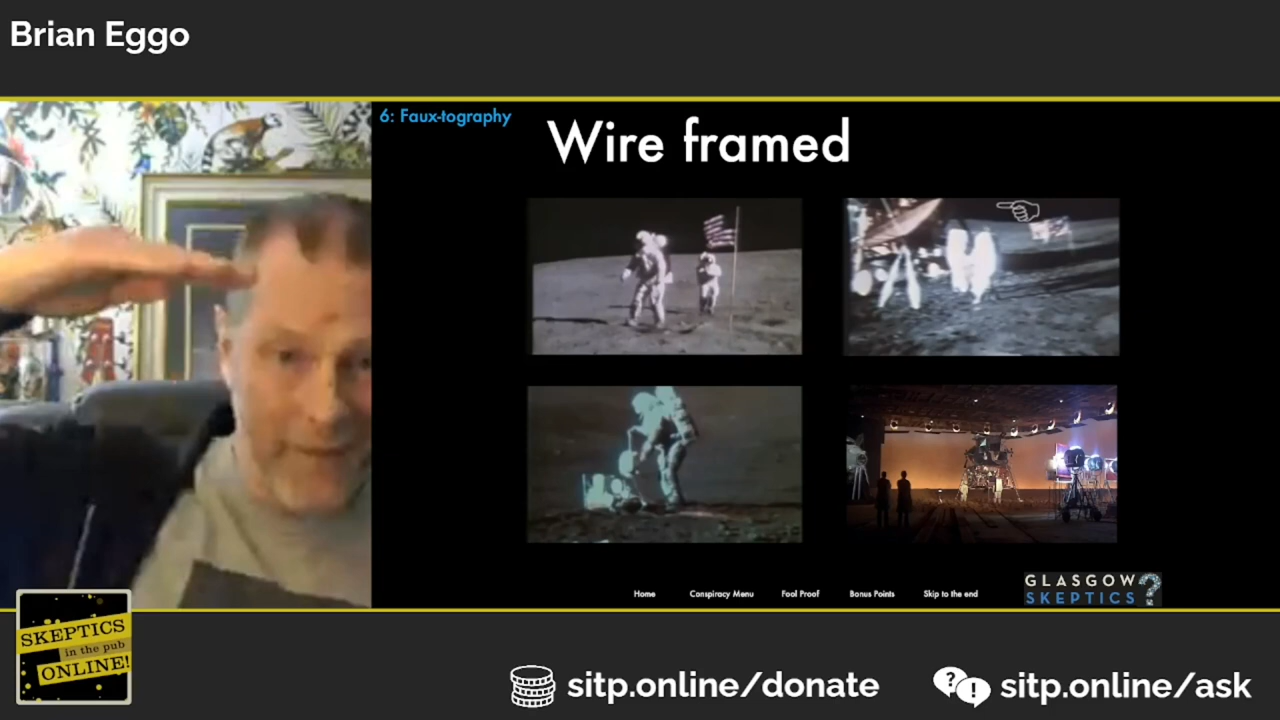 Brian Eggo
6: Faux-tography
Wire framed
Home
Conspiracy Menu
Fool Proof
Bonus Points
Skip to the end
GLASGOW
SKEPTICS
?
SKEPTICS
in the pub
ONLINE!
sitp.online/donate
? !
sitp.online/ask